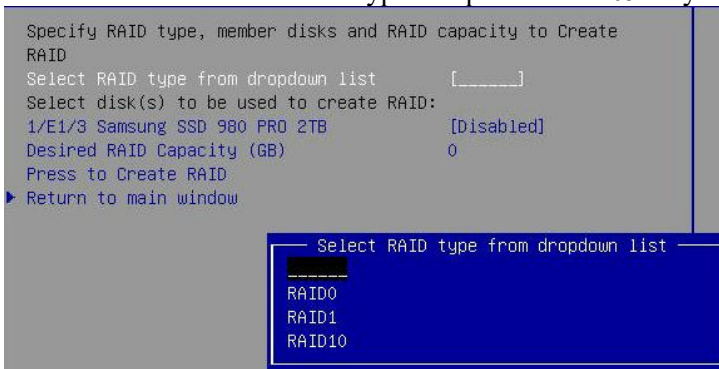 Specify RAID type, member disks and RAID capacity to Create
RAID
Select RAID type from dropdown list [______]
Select disk(s) to be used to create RAID:
1/E1/3 Samsung SSD 980 PRO 2TB [Disabled]
Desired RAID Capacity (GB) 0
Press to Create RAID
Return to main window
Select RAID type from dropdown list
______
RAID0
RAID1
RAID10